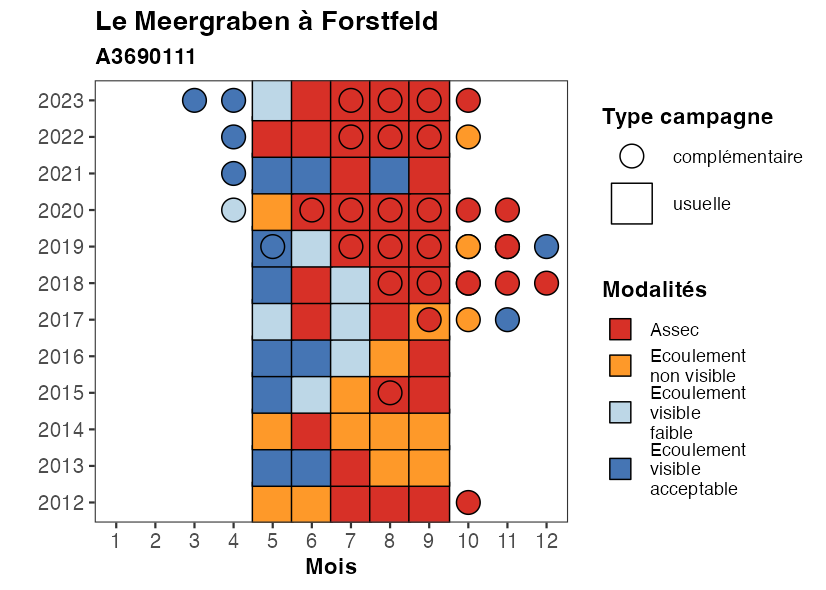 Le Meergraben à Forstfeld
A3690111
2023
2022
2021
2020
2019
2018
2017
2016
2015
2014
2013
2012
1 2 3 4 5 6 7 8 9 10 11 12
Mois
Type campagne
complémentaire
usuelle
Modalités
Assec
Ecoulement
non visible
Ecoulement
visible
faible
Ecoulement
visible
acceptable